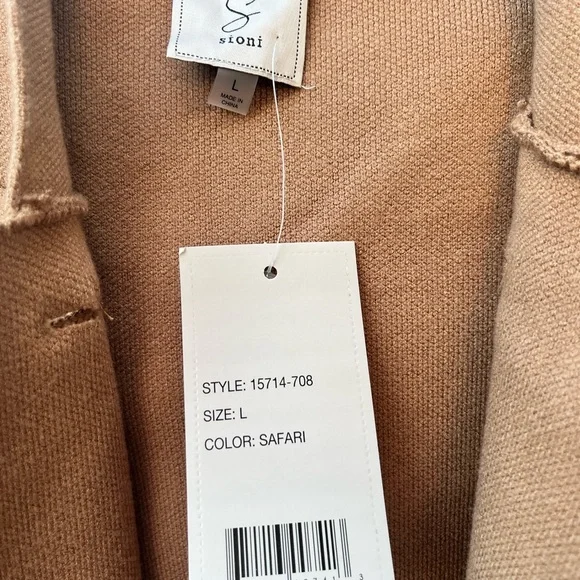 S
sioni
L
MADE IN
CHINA
STYLE: 15714-708
SIZE: L
COLOR: SAFARI